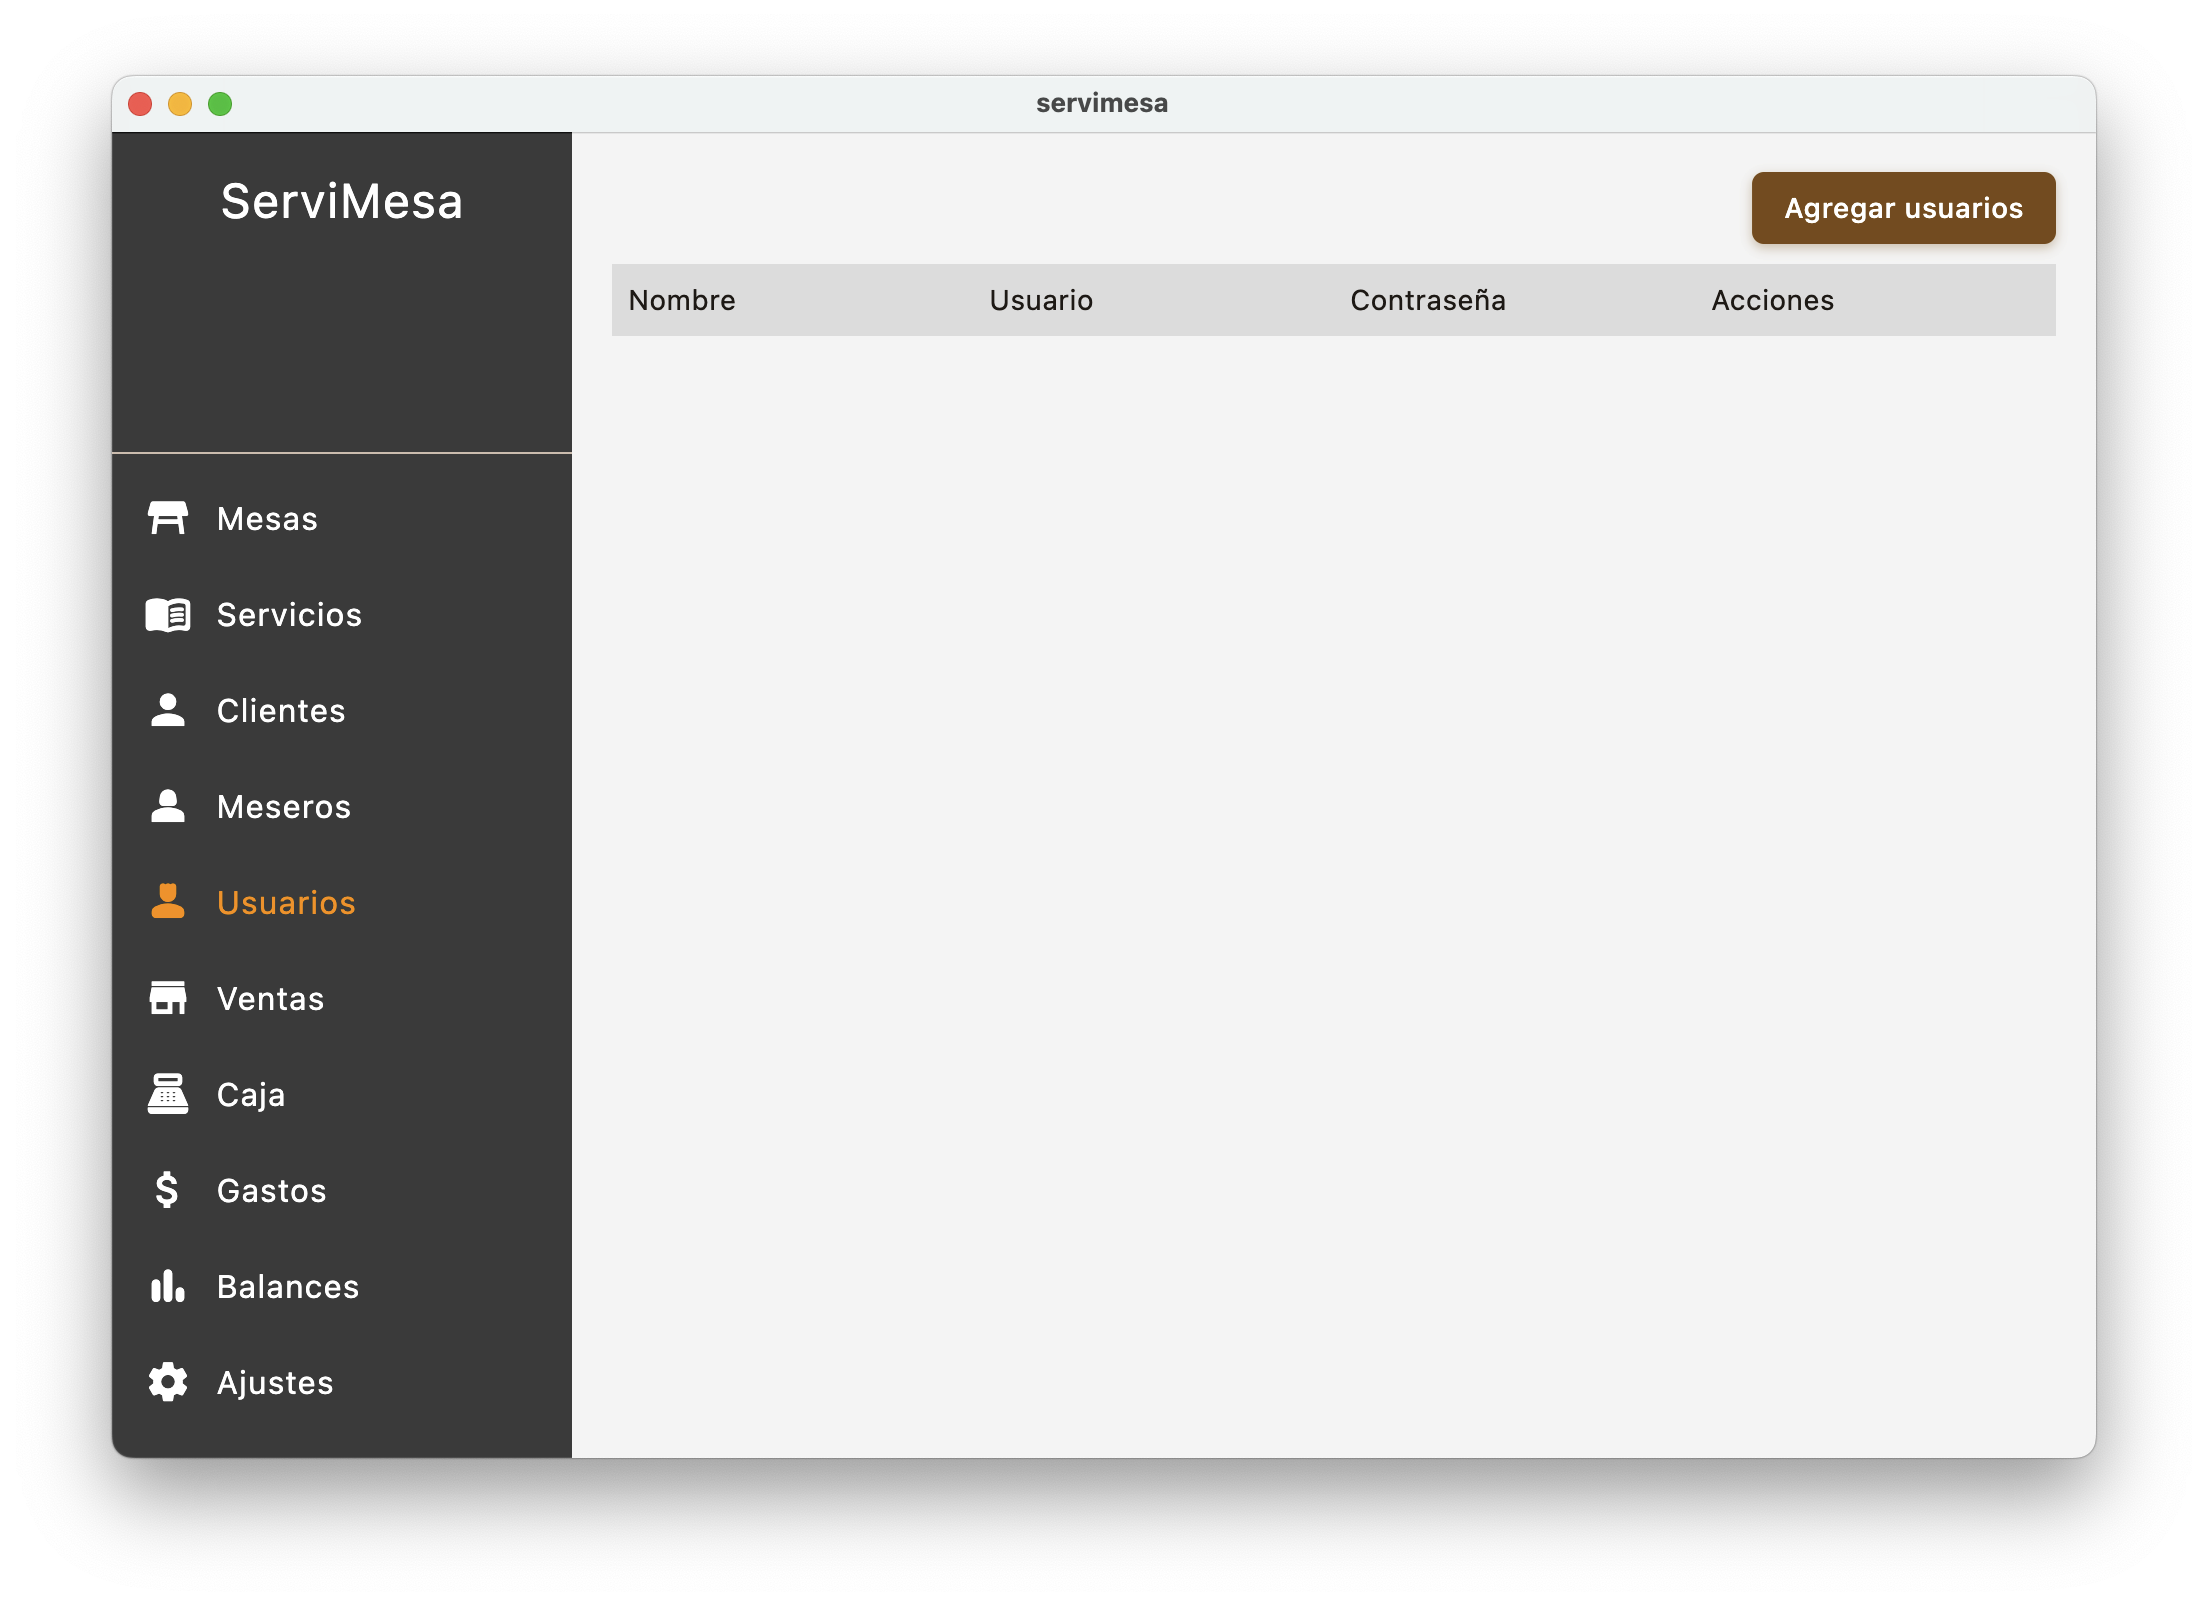 servimesa
ServiMesa
Mesas
Servicios
Clientes
Meseros
Usuarios
Ventas
Caja
Gastos
Balances
Ajustes
Agregar usuarios
Nombre Usuario Contraseña Acciones